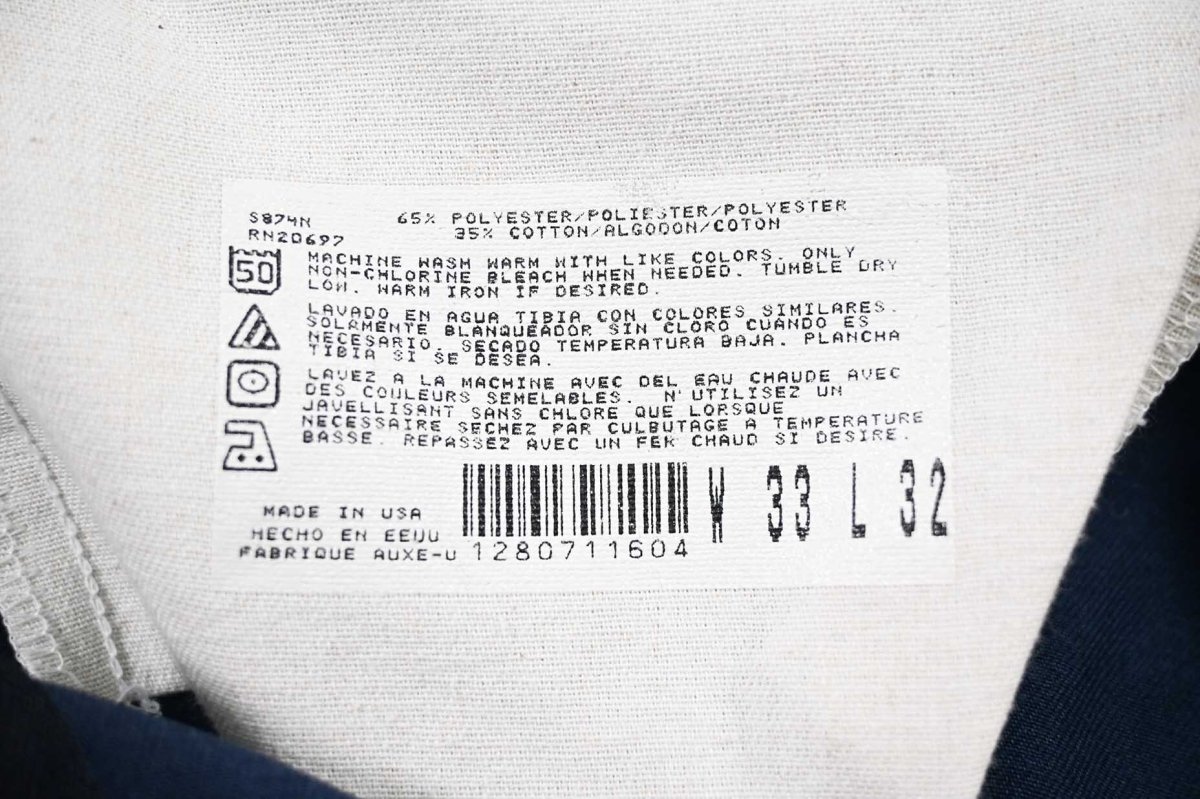 S874N
RN20697
65% POLYESTER/POLIESTER/POLYESTER
35% COTTON/ALGODON/COTON
50
MACHINE WASH WARM WITH LIKE COLORS. ONLY
NON-CHLORINE BLEACH WHEN NEEDED. TUMBLE DRY
LOW. WARM IRON IF DESIRED.
LAVADO EN AGUA TIBIA CON COLORES SIMILARES.
SOLAMENTE BLANQUEADOR SIN CLORO CUANDO ES
NECESARIO. SECADO TEMPERATURA BAJA. PLANCHA
TIBIA SI SE DESEA.
LAVEZ A LA MACHINE AVEC DEL EAU CHAUDE AVEC
DES COULEURS SEMELABLES. N'UTILISEZ UN
JAVELLISANT SANS CHLORE QUE LORSQUE
NECESSAIRE SECHEZ PAR CULBUTAGE A TEMPERATURE
BASSE. REPASSEZ AVEC UN FER CHAUD SI DESIRE.
MADE IN USA
HECHO EN EEUU
FABRIQUE AUXE-U
1280711604
W 33 L 32